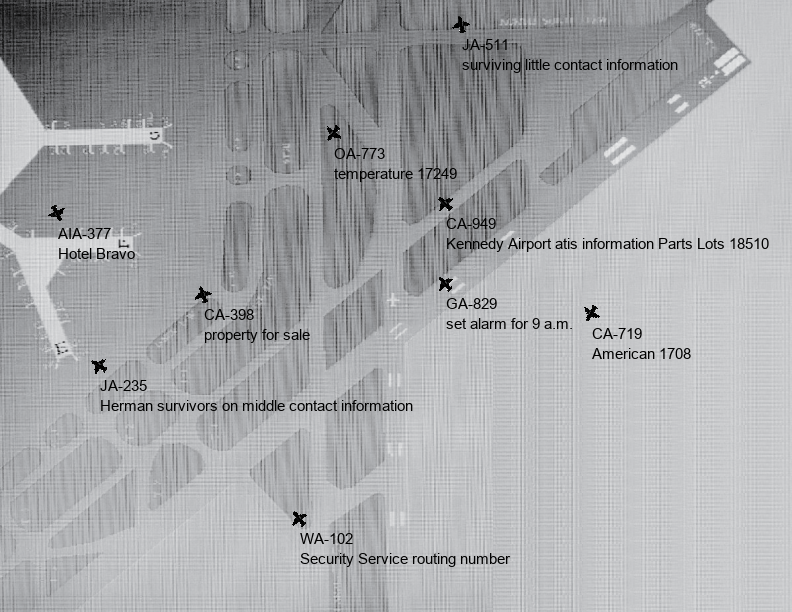 JA-511
surviving little contact information
OA-773
temperature 17249
CA-949
Kennedy Airport atis information Parts Lots 18510
AIA-377
Hotel Bravo
GA-829
set alarm for 9 a.m.
CA-398
property for sale
CA-719
American 1708
JA-235
Herman survivors on middle contact information
WA-102
Security Service routing number